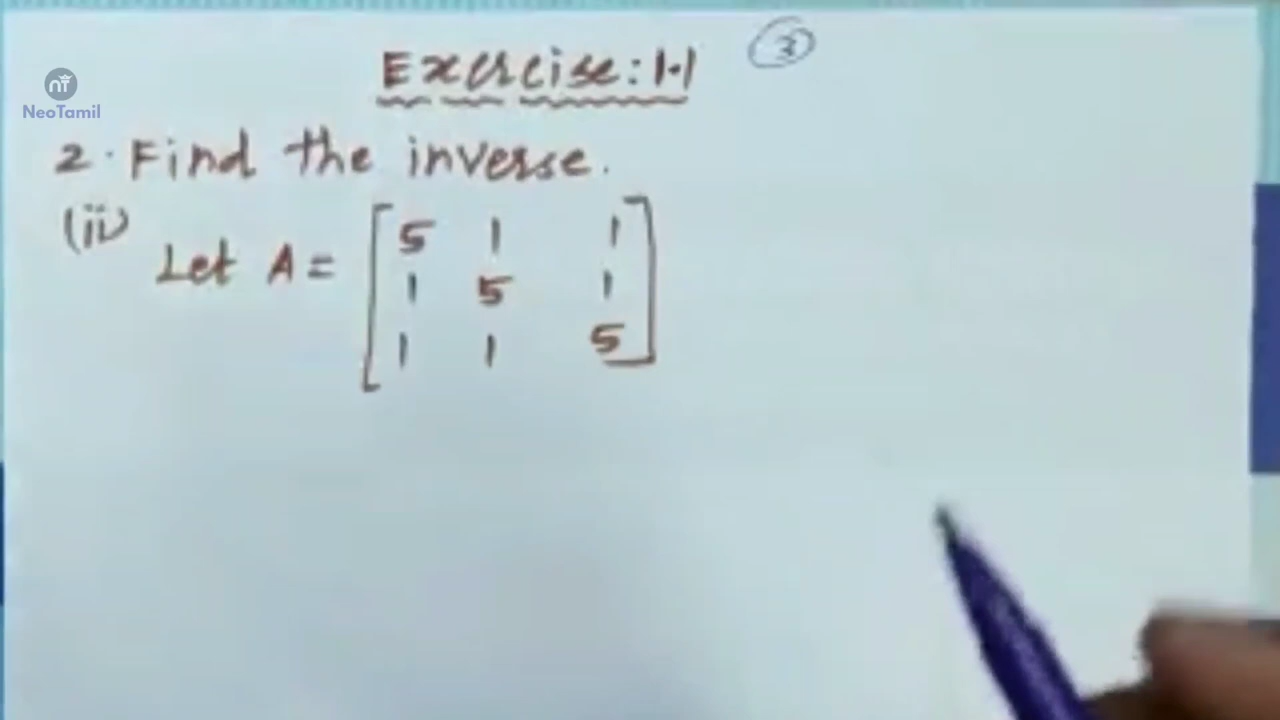 Exercise: 1.1 3
NeoTamil
2. Find the inverse.
(ii) Let A = [5 1 1
1 5 1
1 1 5]